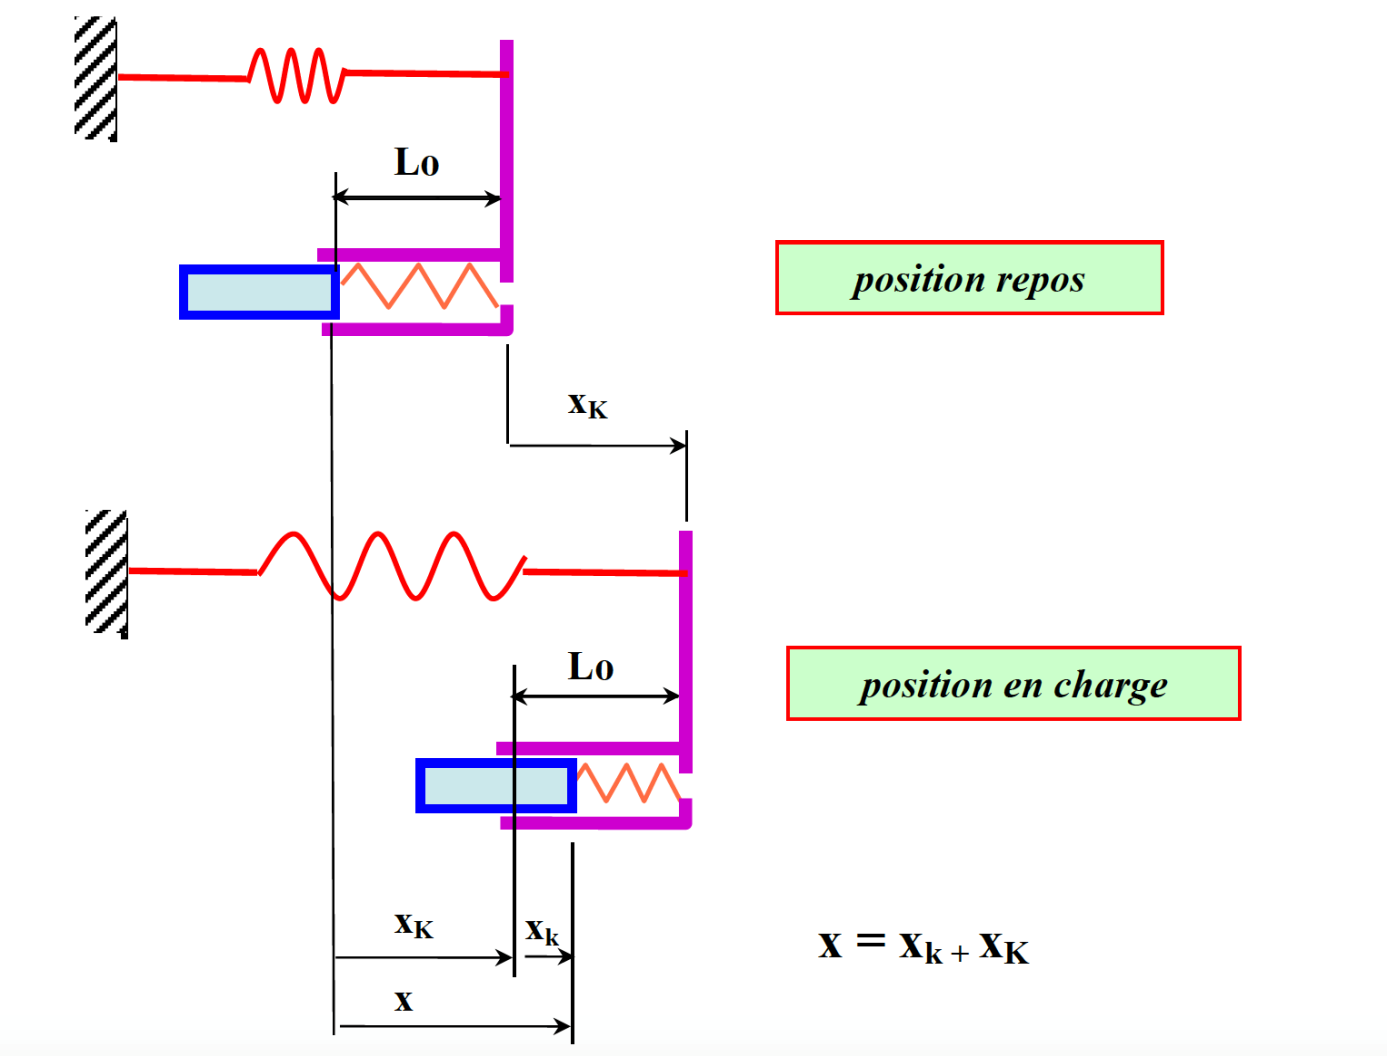 Lo
position repos
xK
Lo
position en charge
xK
xk
x = xk + xK
x